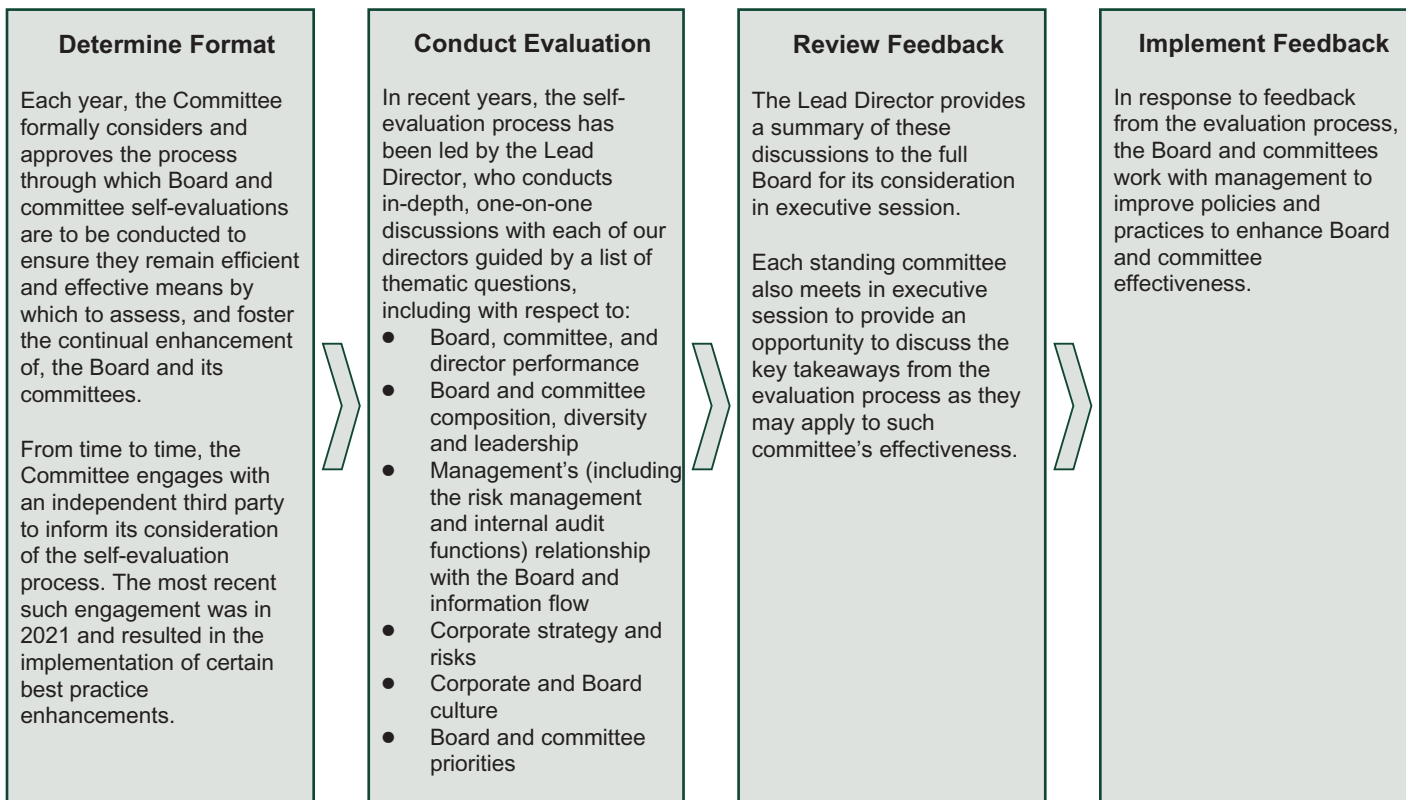 Determine Format
Each year, the Committee
formally considers and
approves the process
through which Board and
committee self-evaluations
are to be conducted to
ensure they remain efficient
and effective means by
which to assess, and foster
the continual enhancement
of, the Board and its
committees.
From time to time, the
Committee engages with
an independent third party
to inform its consideration
of the self-evaluation
process. The most recent
such engagement was in
2021 and resulted in the
implementation of certain
best practice
enhancements.
Conduct Evaluation
In recent years, the self-
evaluation process has
been led by the Lead
Director, who conducts
in-depth, one-on-one
discussions with each of our
directors guided by a list of
thematic questions,
including with respect to:
● Board, committee, and
director performance
● Board and committee
composition, diversity
and leadership
● Management’s (including
the risk management
and internal audit
functions) relationship
with the Board and
information flow
● Corporate strategy and
risks
● Corporate and Board
culture
● Board and committee
priorities
Review Feedback
The Lead Director provides
a summary of these
discussions to the full
Board for its consideration
in executive session.
Each standing committee
also meets in executive
session to provide an
opportunity to discuss the
key takeaways from the
evaluation process as they
may apply to such
committee’s effectiveness.
Implement Feedback
In response to feedback
from the evaluation process,
the Board and committees
work with management to
improve policies and
practices to enhance Board
and committee
effectiveness.